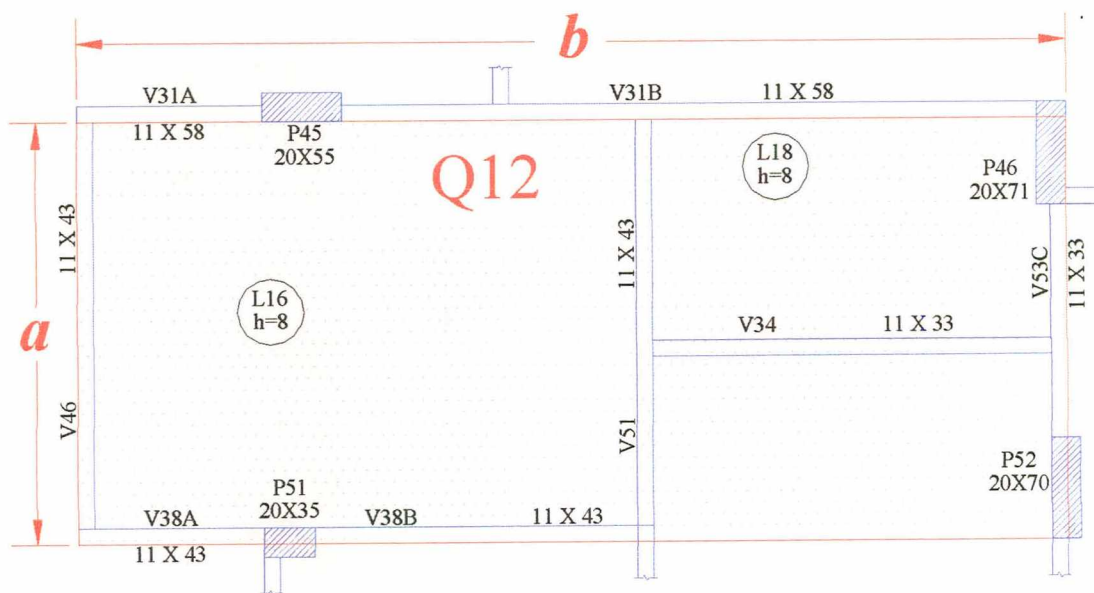 b
V31A
11 X 58
P45
20X55
V31B
11 X 58
Q12
L18
h=8
P46
20X71
11 X 43
11 X 43
V53C
11 X 33
L16
h=8
a
V34
11 X 33
V46
V51
P52
20X70
P51
20X35
V38A
11 X 43
V38B
11 X 43